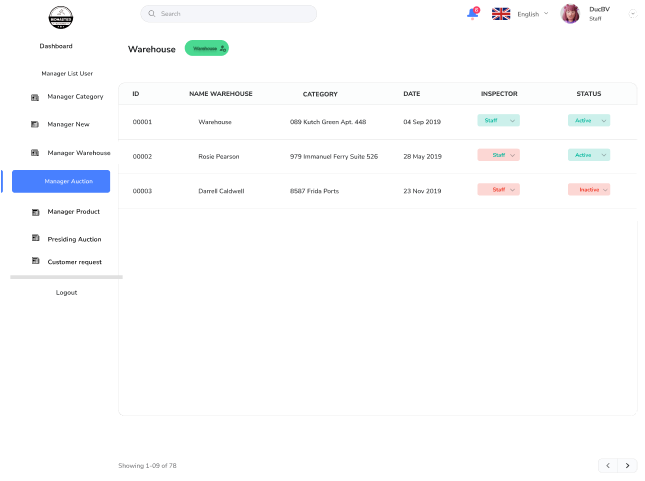 Search
6
English
DucBV
Staff
Dashboard
Manager List User
Manager Category
Manager New
Manager Warehouse
Manager Auction
Manager Product
Presiding Auction
Customer request
Logout
Warehouse
Warehouse
ID NAME WAREHOUSE CATEGORY DATE INSPECTOR STATUS
00001 Warehouse 089 Kutch Green Apt. 448 04 Sep 2019 Staff Active
00002 Rosie Pearson 979 Immanuel Ferry Suite 526 28 May 2019 Staff Active
00003 Darrell Caldwell 8587 Frida Ports 23 Nov 2019 Staff Inactive
Showing 1-09 of 78